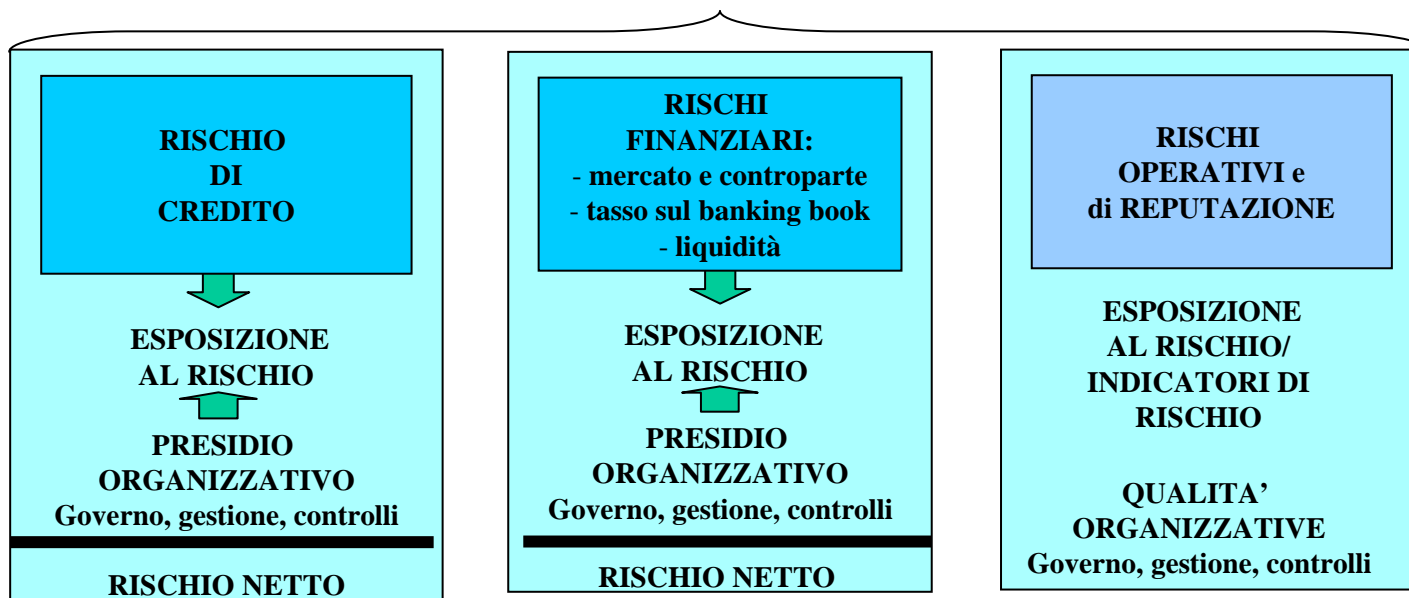 RISCHIO
DI
CREDITO
ESPOSIZIONE
AL RISCHIO
PRESIDIO
ORGANIZZATIVO
Governo, gestione, controlli
RISCHIO NETTO
RISCHI
FINANZIARI:
- mercato e controparte
- tasso sul banking book
- liquidità
ESPOSIZIONE
AL RISCHIO
PRESIDIO
ORGANIZZATIVO
Governo, gestione, controlli
RISCHIO NETTO
RISCHI
OPERATIVI e
di REPUTAZIONE
ESPOSIZIONE
AL RISCHIO/
INDICATORI DI
RISCHIO
QUALITA’
ORGANIZZATIVE
Governo, gestione, controlli